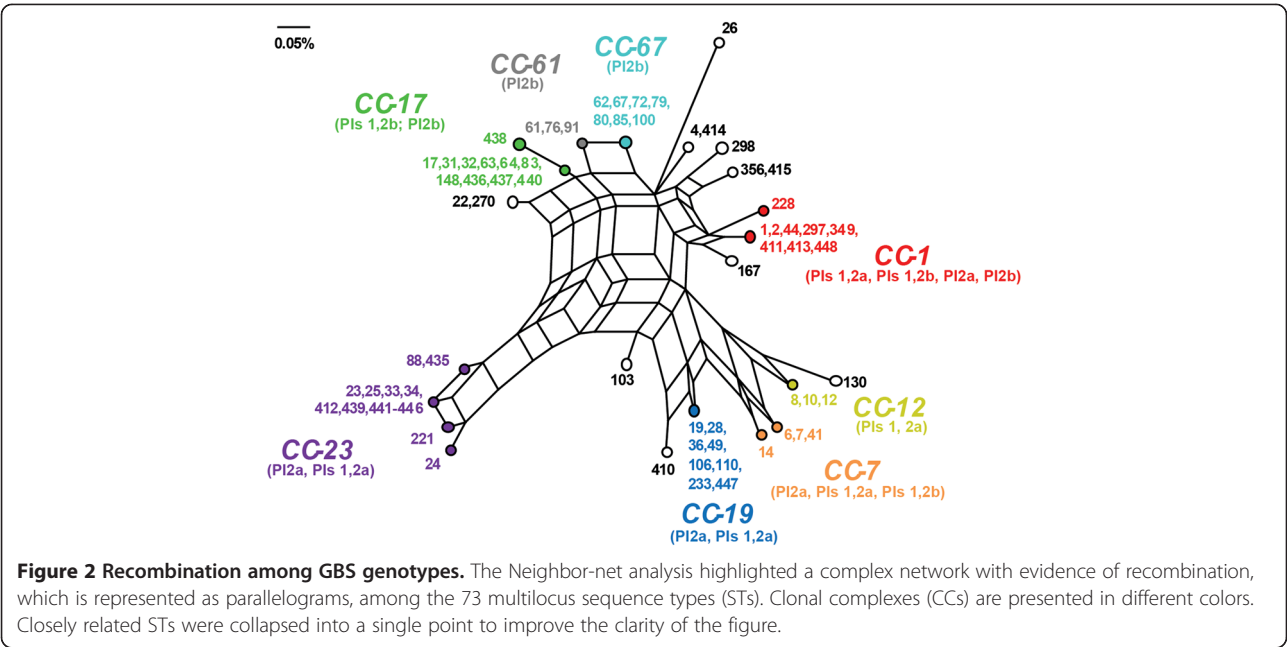 0.05%
26
CC-67
(PI2b)
CC-61
(PI2b)
CC-17
(PIs 1,2b; PI2b)
62,67,72,79,
80,85,100
61,76,91
438
4,414
298
17,31,32,63,64,83,
148,436,437,440
356,415
22,270
228
1,2,44,297,349,
411,413,448
CC-1
(PIs 1,2a, PIs 1,2b, PI2a, PI2b)
167
88,435
103
130
23,25,33,34,
412,439,441-446
8,10,12
CC-12
(PIs 1, 2a)
221
24
CC-23
(PI2a, PIs 1,2a)
19,28,
36,49,
106,110,
233,447
6,7,41
14
410
CC-7
(PI2a, PIs 1,2a, PIs 1,2b)
CC-19
(PI2a, PIs 1,2a)
Figure 2 Recombination among GBS genotypes. The Neighbor-net analysis highlighted a complex network with evidence of recombination,
which is represented as parallelograms, among the 73 multilocus sequence types (STs). Clonal complexes (CCs) are presented in different colors.
Closely related STs were collapsed into a single point to improve the clarity of the figure.